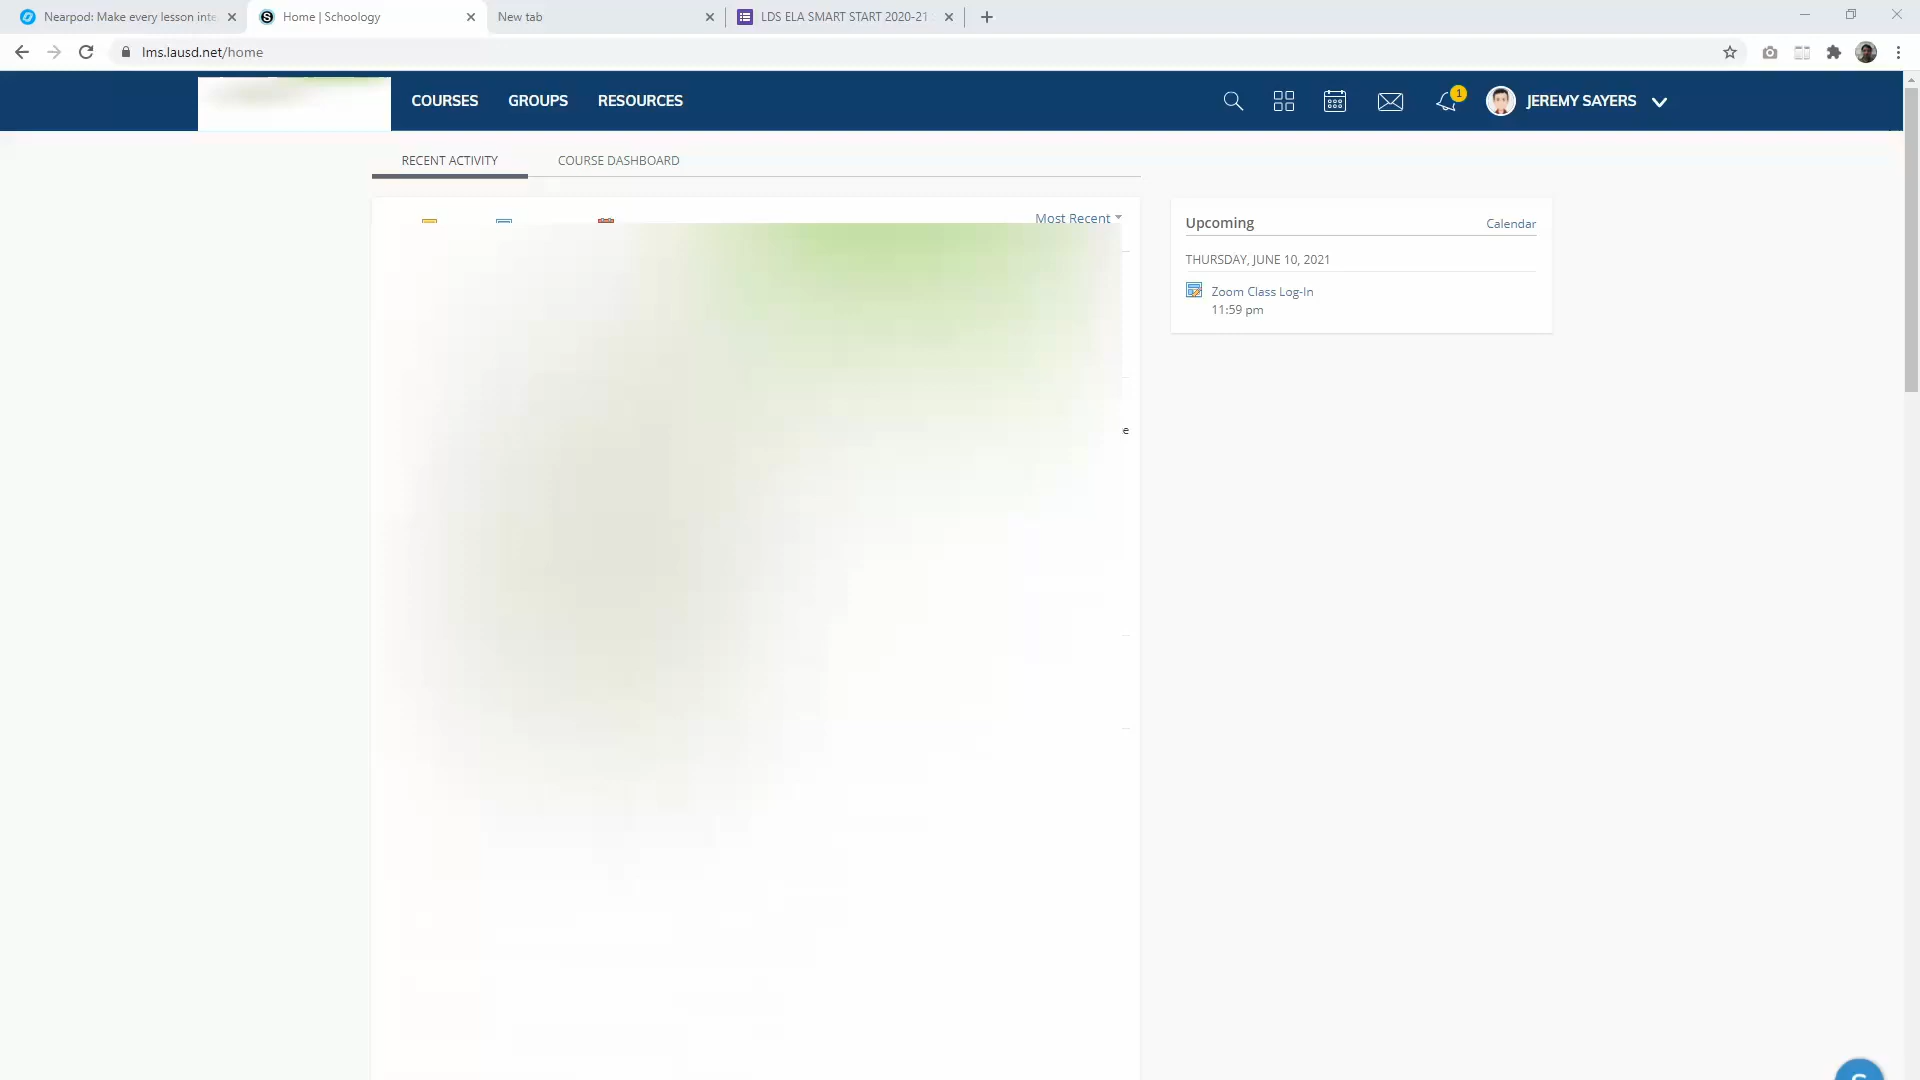 Nearpod: Make every lesson inte
Home | Schoology
New tab
LDS ELA SMART START 2020-21
lms.lausd.net/home
COURSES
GROUPS
RESOURCES
1
JEREMY SAYERS
RECENT ACTIVITY
COURSE DASHBOARD
Most Recent
Upcoming
Calendar
THURSDAY, JUNE 10, 2021
Zoom Class Log-In
11:59 pm
e